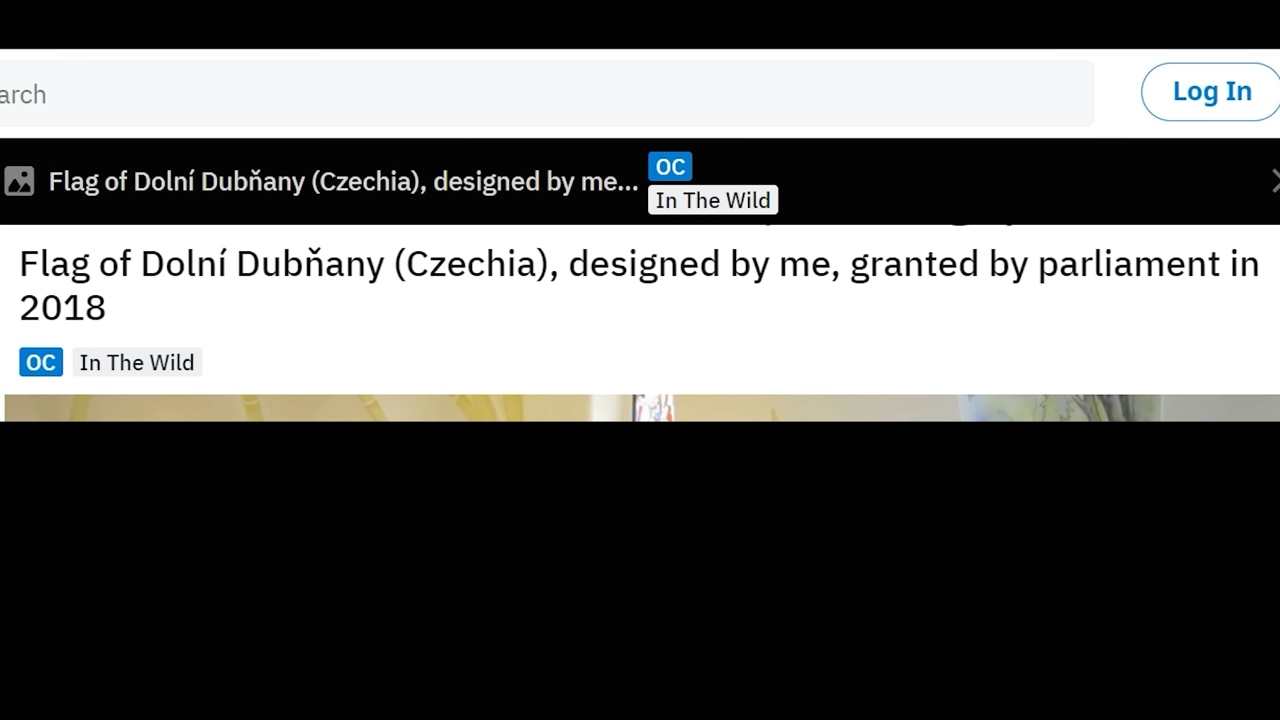 arch
Log In
Flag of Dolní Dubňany (Czechia), designed by me...
OC
In The Wild
Flag of Dolní Dubňany (Czechia), designed by me, granted by parliament in
2018
OC In The Wild